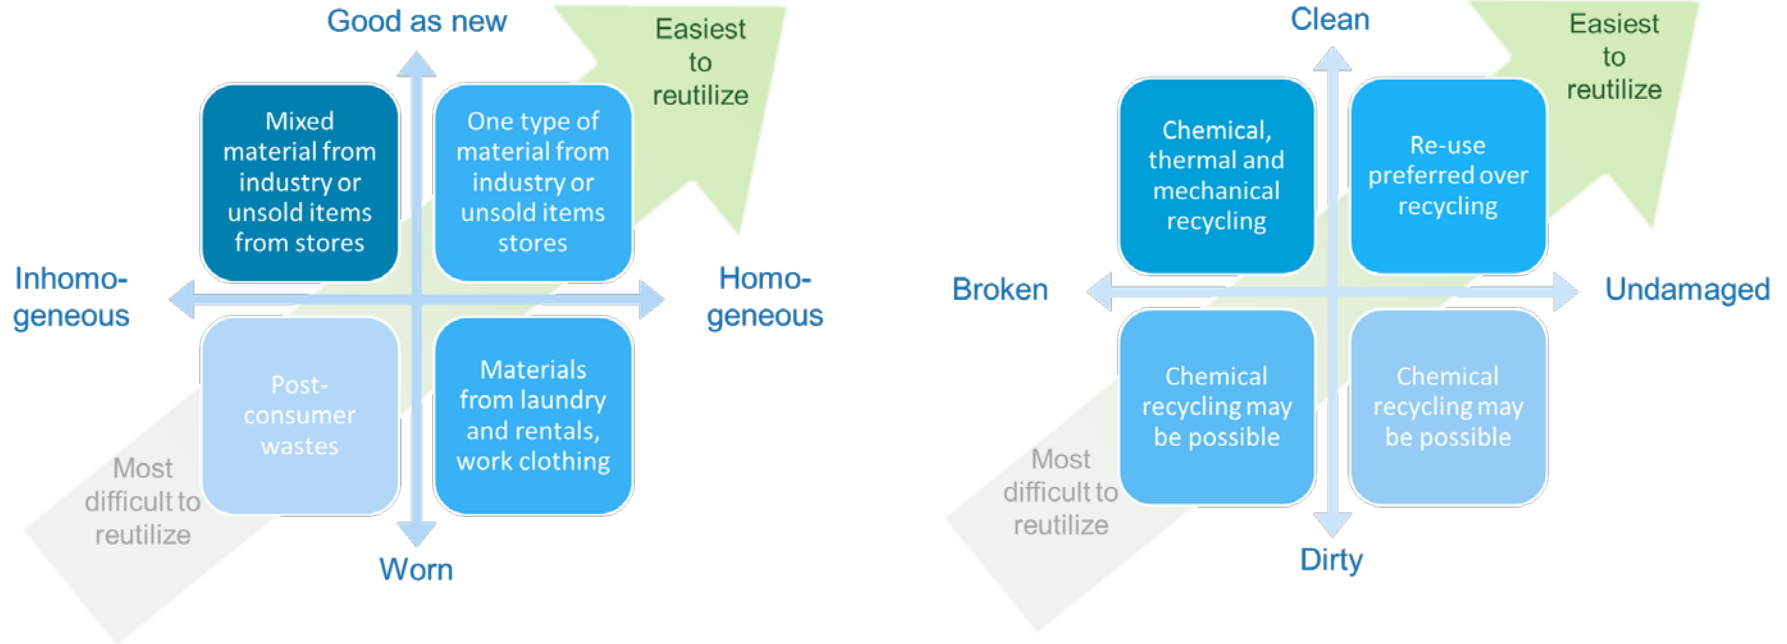 Good as new
Easiest
to
reutilize
Mixed
material from
industry or
unsold items
from stores
One type of
material from
industry or
unsold items
stores
Inhomo-
geneous
Homo-
geneous
Post-
consumer
wastes
Materials
from laundry
and rentals,
work clothing
Most
difficult to
reutilize
Worn
Clean
Easiest
to
reutilize
Chemical,
thermal and
mechanical
recycling
Re-use
preferred over
recycling
Broken
Undamaged
Chemical
recycling may
be possible
Chemical
recycling may
be possible
Most
difficult to
reutilize
Dirty